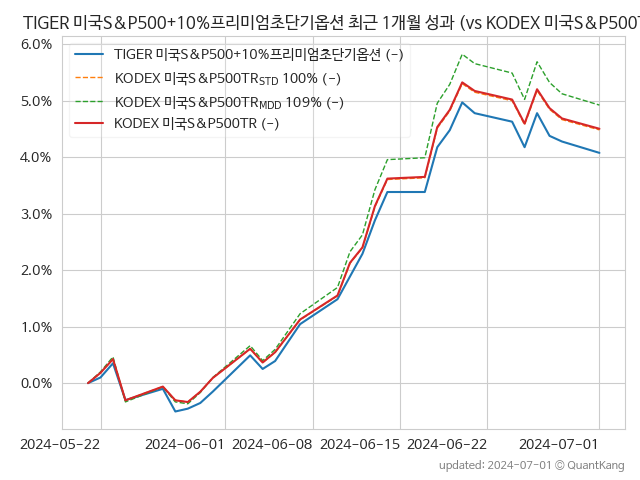 TIGER 미국S&P500+10%프리미엄초단기옵션 최근 1개월 성과 (vs KODEX 미국S&P500T
6.0%
TIGER 미국S&P500+10%프리미엄초단기옵션 (-)
KODEX 미국S&P500TR_STD 100% (-)
KODEX 미국S&P500TR_MDD 109% (-)
KODEX 미국S&P500TR (-)
5.0%
4.0%
3.0%
2.0%
1.0%
0.0%
2024-05-22 2024-06-01 2024-06-08 2024-06-15 2024-06-22 2024-07-01
updated: 2024-07-01 © QuantKang